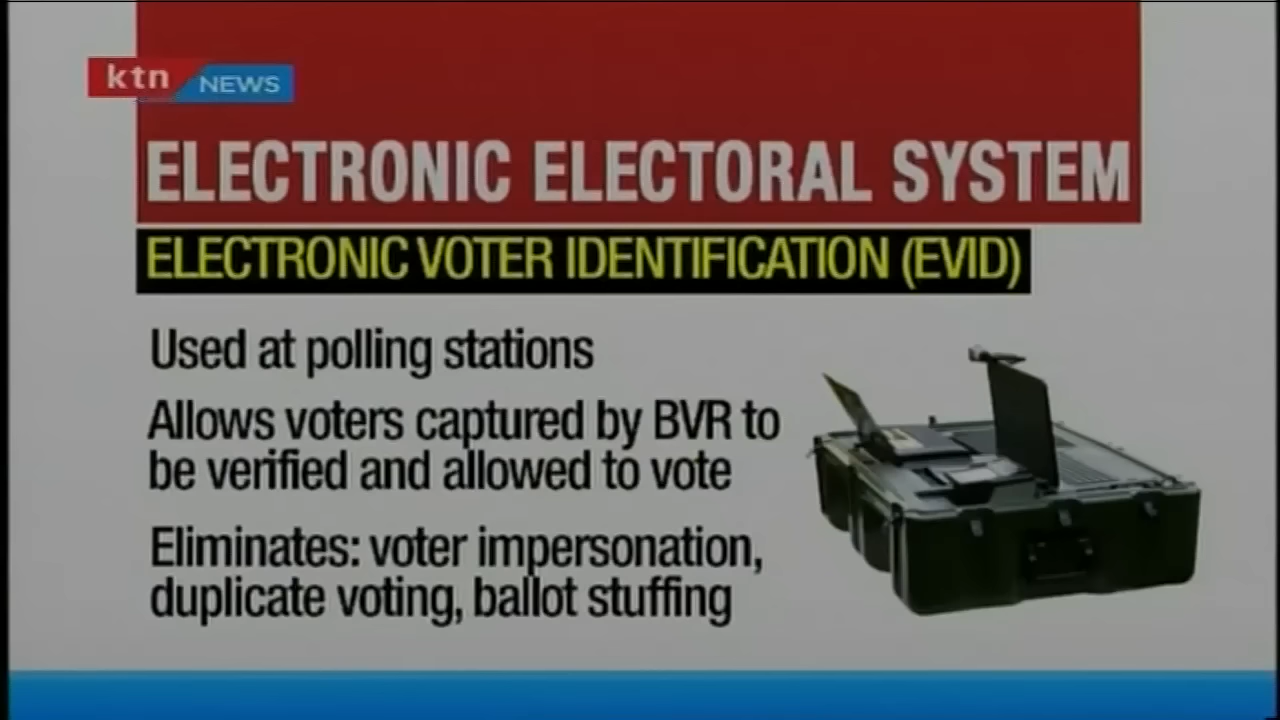 ktn NEWS
ELECTRONIC ELECTORAL SYSTEM
ELECTRONIC VOTER IDENTIFICATION (EVID)
Used at polling stations
Allows voters captured by BVR to
be verified and allowed to vote
Eliminates: voter impersonation,
duplicate voting, ballot stuffing